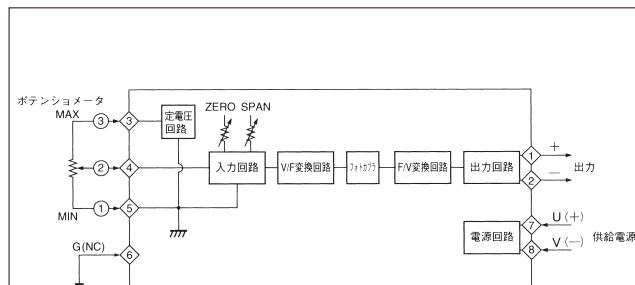 ポテンショメータ
MAX
3
3
定電圧
回路
ZERO SPAN
2
4
入力回路
V/F変換回路
フォトカプラ
F/V変換回路
出力回路
1
+
2
−
出力
MIN
1
5
G(NC)
6
電源回路
7
U(+)
8
V(−)
供給電源